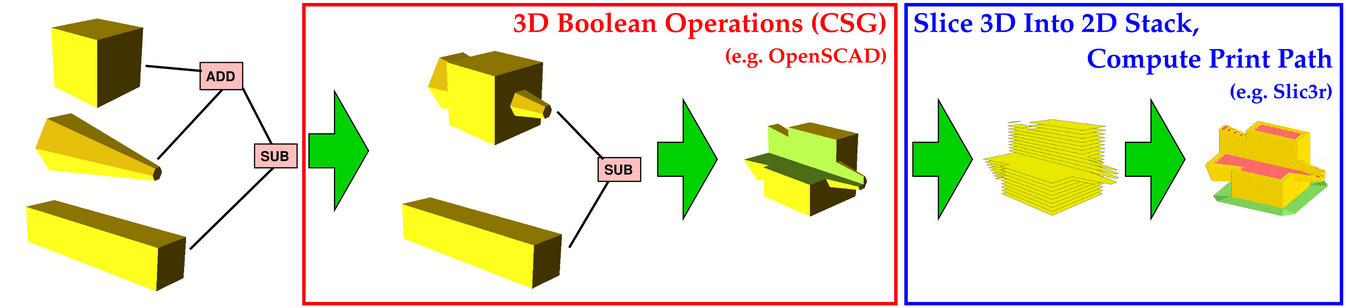 ADD
SUB
3D Boolean Operations (CSG)
(e.g. OpenSCAD)
SUB
Slice 3D Into 2D Stack,
Compute Print Path
(e.g. Slic3r)